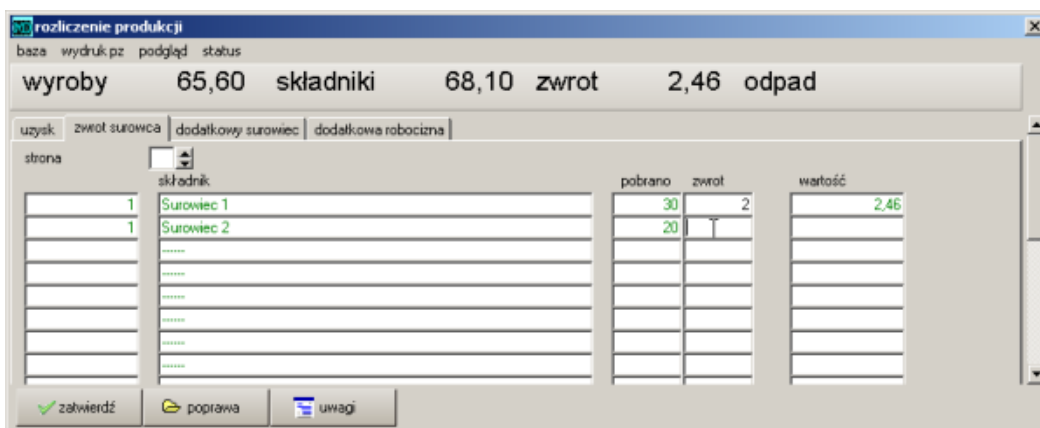 rozliczenie produkcji
baza wydruk pz podgląd status
wyroby 65,60 składniki 68,10 zwrot 2,46 odpad
uzysk zwrot surowca dodatkowy surowiec dodatkowa robocizna
strona
składnik pobrano zwrot wartość
1 Surowiec 1 30 2 2,46
1 Surowiec 2 20
------
------
------
------
------
------
zatwierdź poprawa uwagi